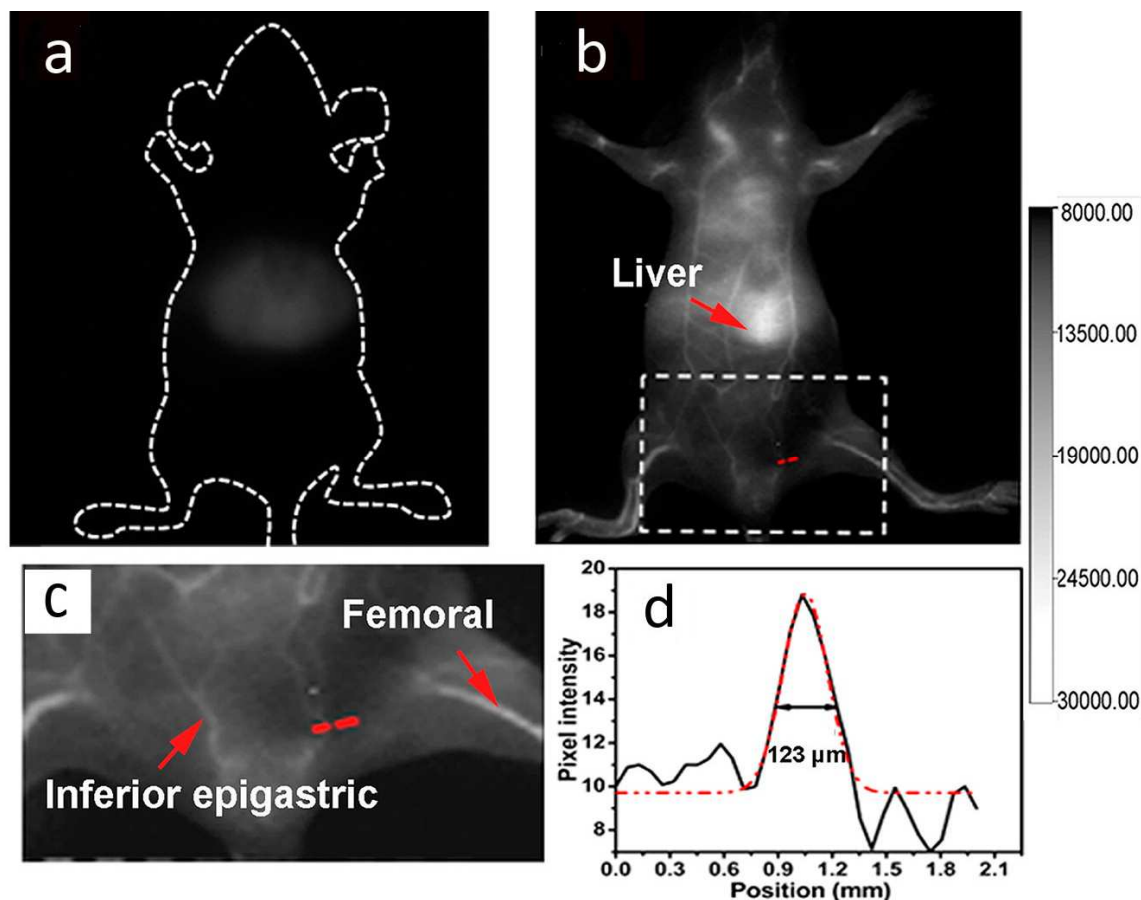 a
b
Liver
8000.00
13500.00
19000.00
24500.00
30000.00
c
Femoral
Inferior epigastric
d
Pixel intensity
20
18
16
14
12
10
8
123 μm
0.0 0.3 0.6 0.9 1.2 1.5 1.8 2.1
Position (mm)